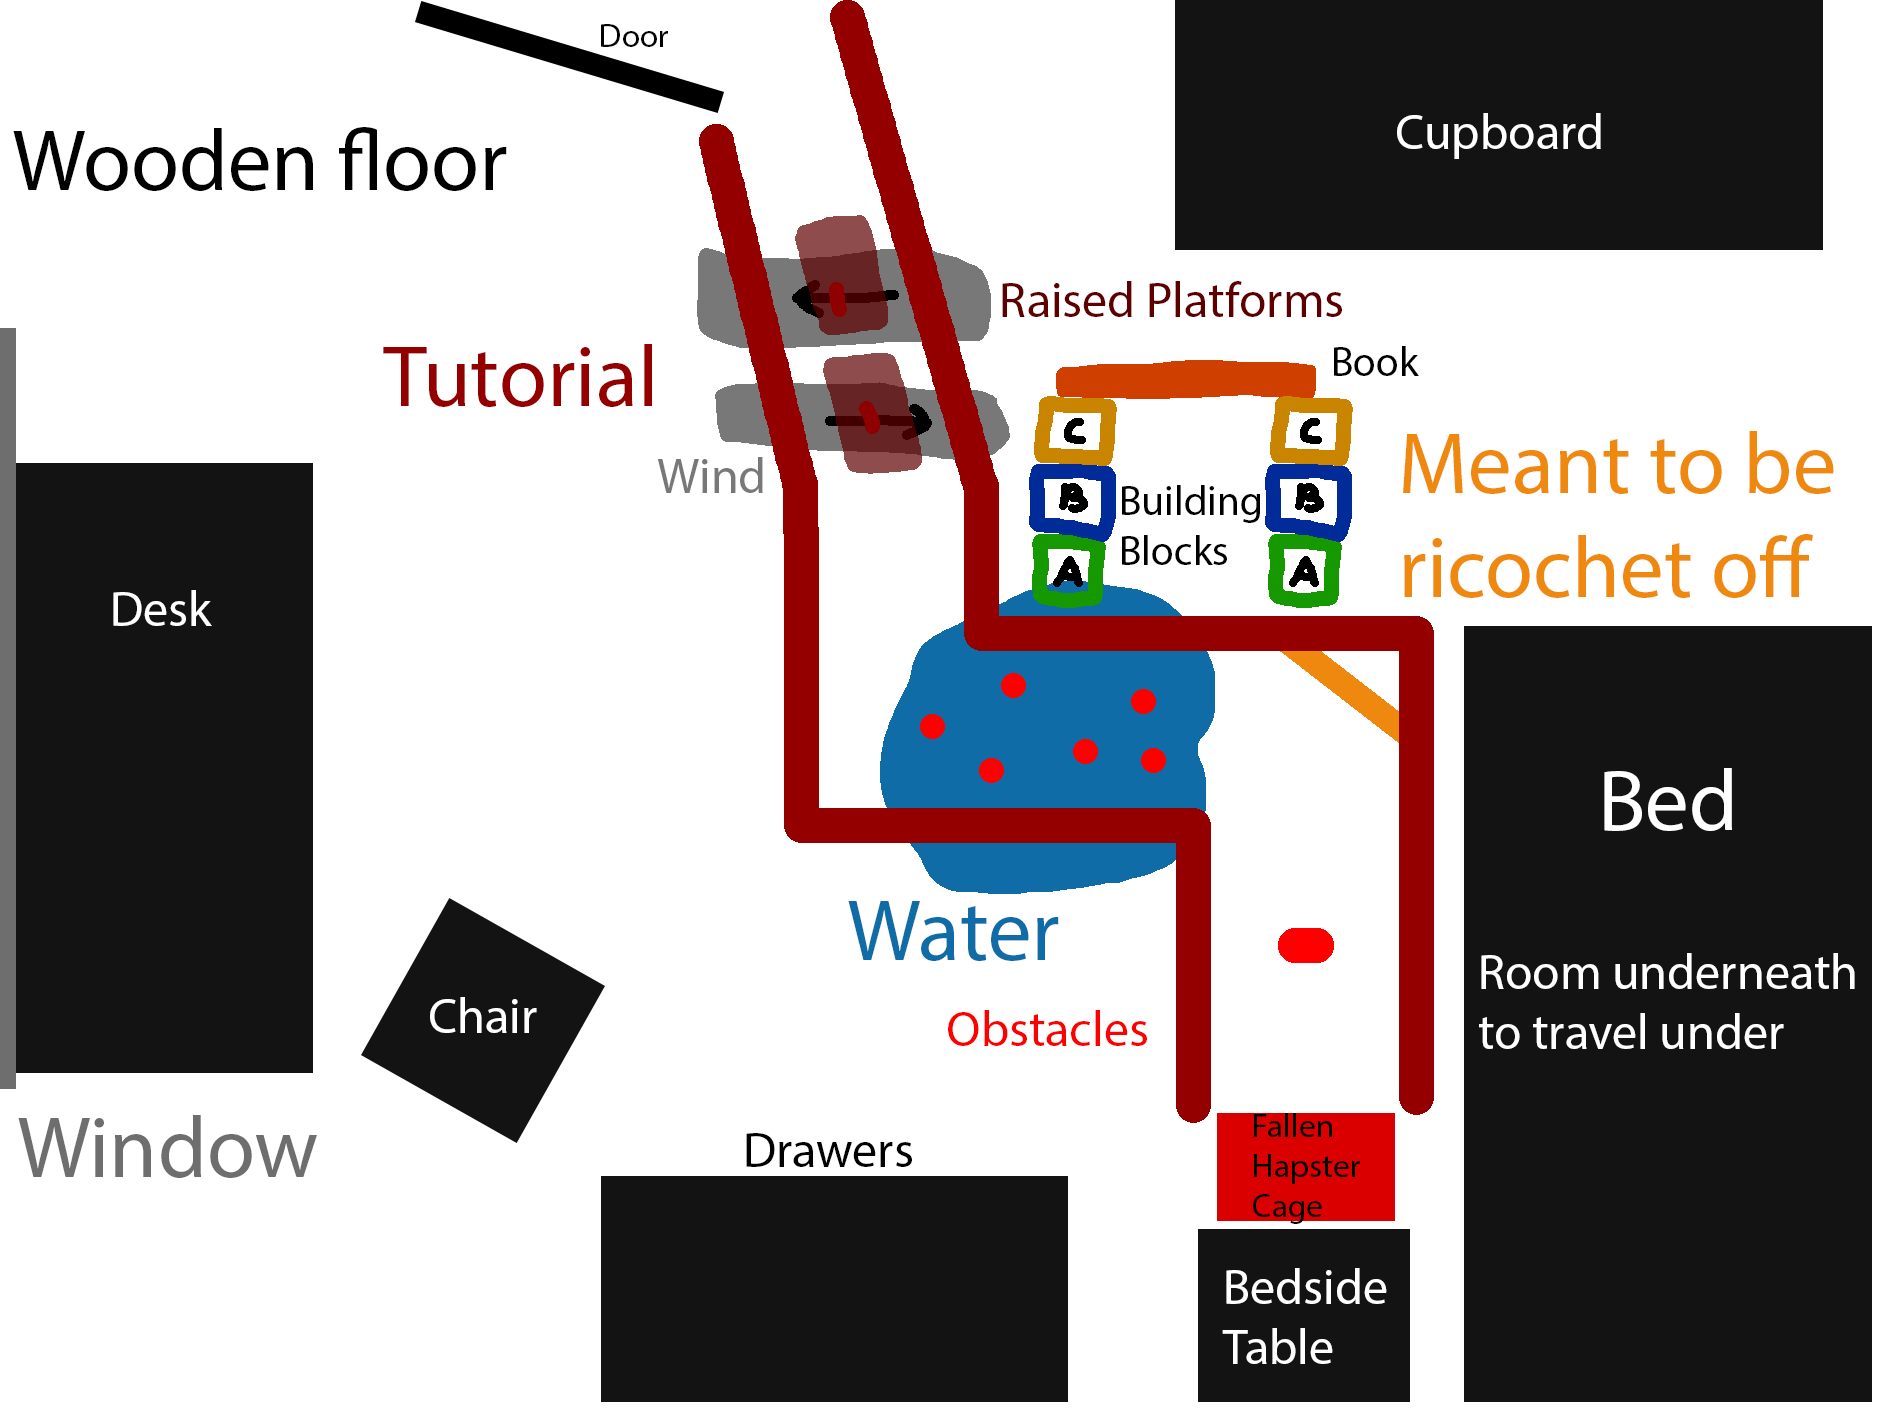 Door
Cupboard
Wooden floor
Raised Platforms
Tutorial
Book
C
C
Meant to be
ricochet off
Wind
B
Building
Blocks
B
A
A
Desk
Bed
Water
Room underneath
to travel under
Chair
Obstacles
Window
Drawers
Fallen
Hapster
Cage
Bedside
Table